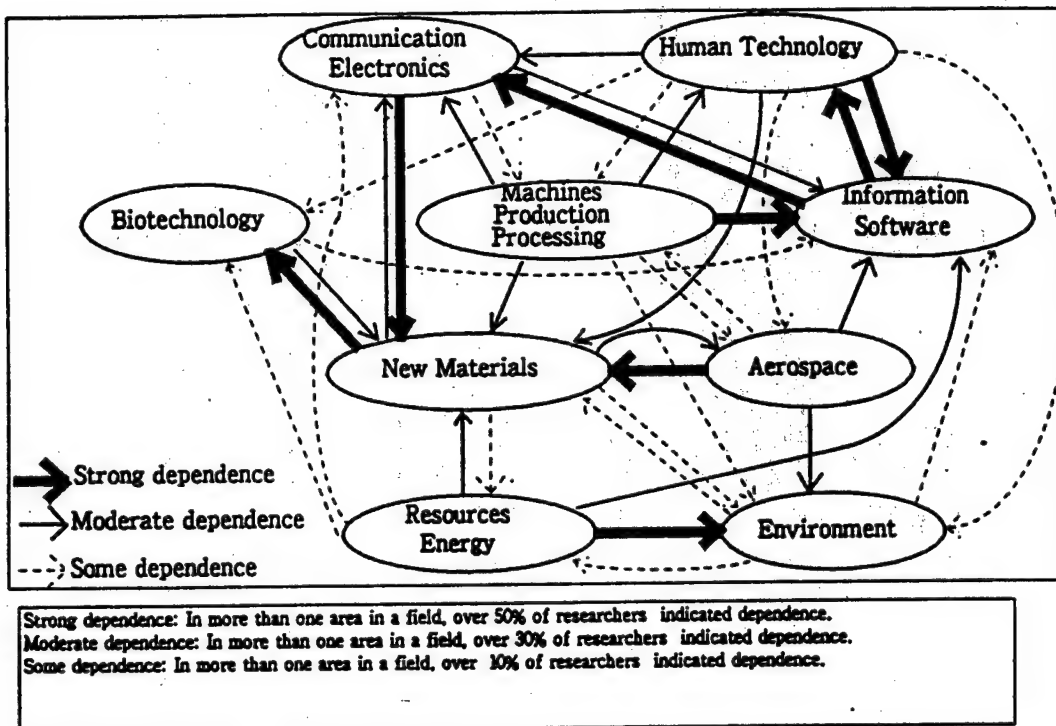 Communication
Electronics
Human Technology
Biotechnology
Machines
Production
Processing
Information
Software
New Materials
Aerospace
Strong dependence
Moderate dependence
Some dependence
Resources
Energy
Environment
Strong dependence: In more than one area in a field, over 50% of researchers indicated dependence.
Moderate dependence: In more than one area in a field, over 30% of researchers indicated dependence.
Some dependence: In more than one area in a field, over 10% of researchers indicated dependence.